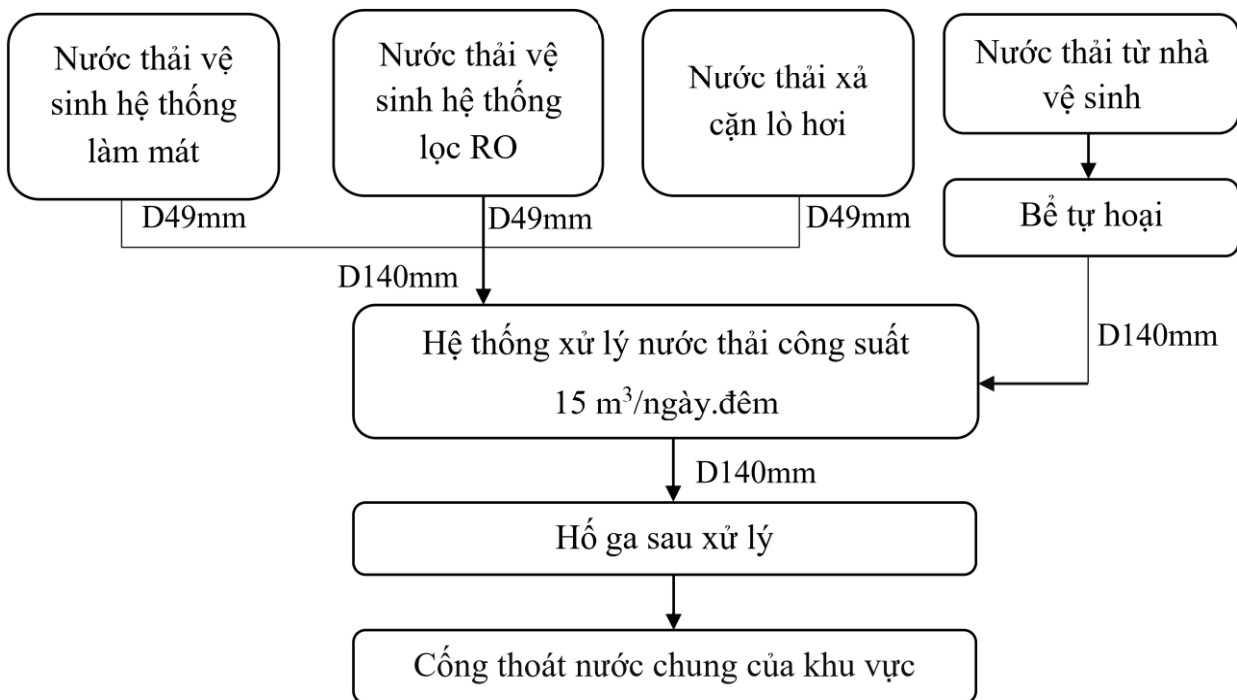 Nước thải vệ
sinh hệ thống
làm mát
Nước thải vệ
sinh hệ thống
lọc RO
Nước thải xả
cặn lò hơi
Nước thải từ nhà
vệ sinh
Bể tự hoại
D49mm
D49mm
D49mm
D140mm
D140mm
Hệ thống xử lý nước thải công suất
15 m³/ngày.đêm
D140mm
Hố ga sau xử lý
Cống thoát nước chung của khu vực